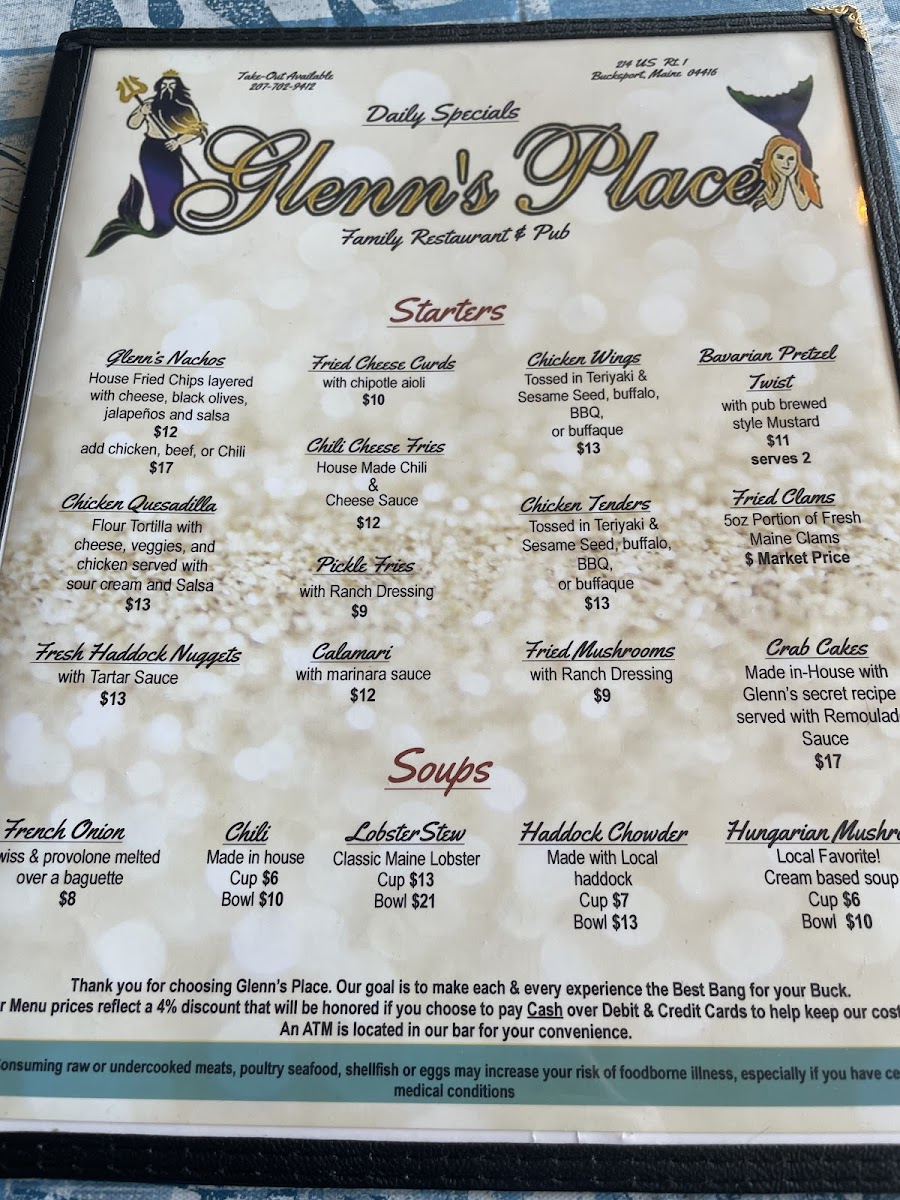 Take-Out Available
207-702-9412
214 US Rt. 1
Bucksport, Maine 04416
Daily Specials
Glenn's Place
Family Restaurant & Pub
Starters
Glenn's Nachos
House Fried Chips layered
with cheese, black olives,
jalapeños and salsa
$12
add chicken, beef, or Chili
$17
Fried Cheese Curds
with chipotle aioli
$10
Chicken Wings
Tossed in Teriyaki &
Sesame Seed, buffalo,
BBQ,
or buffaque
$13
Bavarian Pretzel
Twist
with pub brewed
style Mustard
$11
serves 2
Chili Cheese Fries
House Made Chili
&
Cheese Sauce
$12
Chicken Quesadilla
Flour Tortilla with
cheese, veggies, and
chicken served with
sour cream and Salsa
$13
Pickle Fries
with Ranch Dressing
$9
Chicken Tenders
Tossed in Teriyaki &
Sesame Seed, buffalo,
BBQ,
or buffaque
$13
Fried Clams
5oz Portion of Fresh
Maine Clams
$ Market Price
Fresh Haddock Nuggets
with Tartar Sauce
$13
Calamari
with marinara sauce
$12
Fried Mushrooms
with Ranch Dressing
$9
Crab Cakes
Made in-House with
Glenn's secret recipe
served with Remoulad
Sauce
$17
Soups
French Onion
wiss & provolone melted
over a baguette
$8
Chili
Made in house
Cup $6
Bowl $10
Lobster Stew
Classic Maine Lobster
Cup $13
Bowl $21
Haddock Chowder
Made with Local
haddock
Cup $7
Bowl $13
Hungarian Mushro
Local Favorite!
Cream based soup
Cup $6
Bowl $10
Thank you for choosing Glenn's Place. Our goal is to make each & every experience the Best Bang for your Buck.
r Menu prices reflect a 4% discount that will be honored if you choose to pay Cash over Debit & Credit Cards to help keep our cost
An ATM is located in our bar for your convenience.
onsuming raw or undercooked meats, poultry seafood, shellfish or eggs may increase your risk of foodborne illness, especially if you have ce
medical conditions